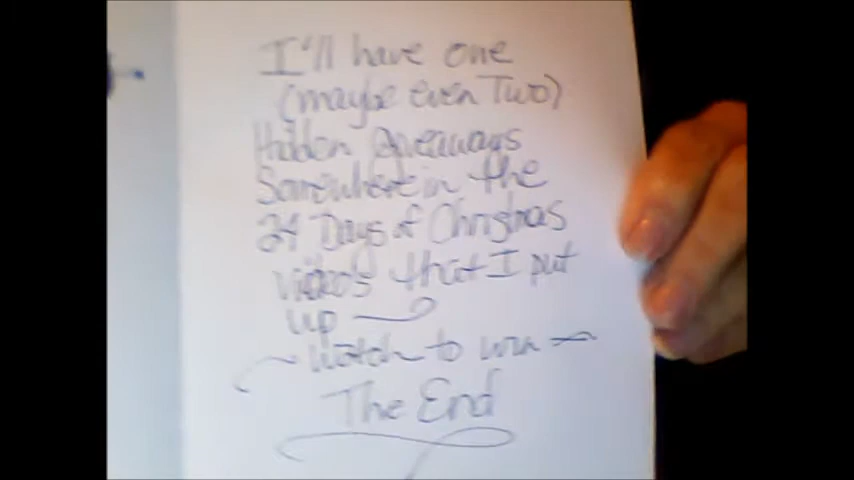 I'll have one
(maybe even Two)
Hidden Giveaways
Somewhere in the
24 Days of Christmas
videos that I put
up
watch to win
The End